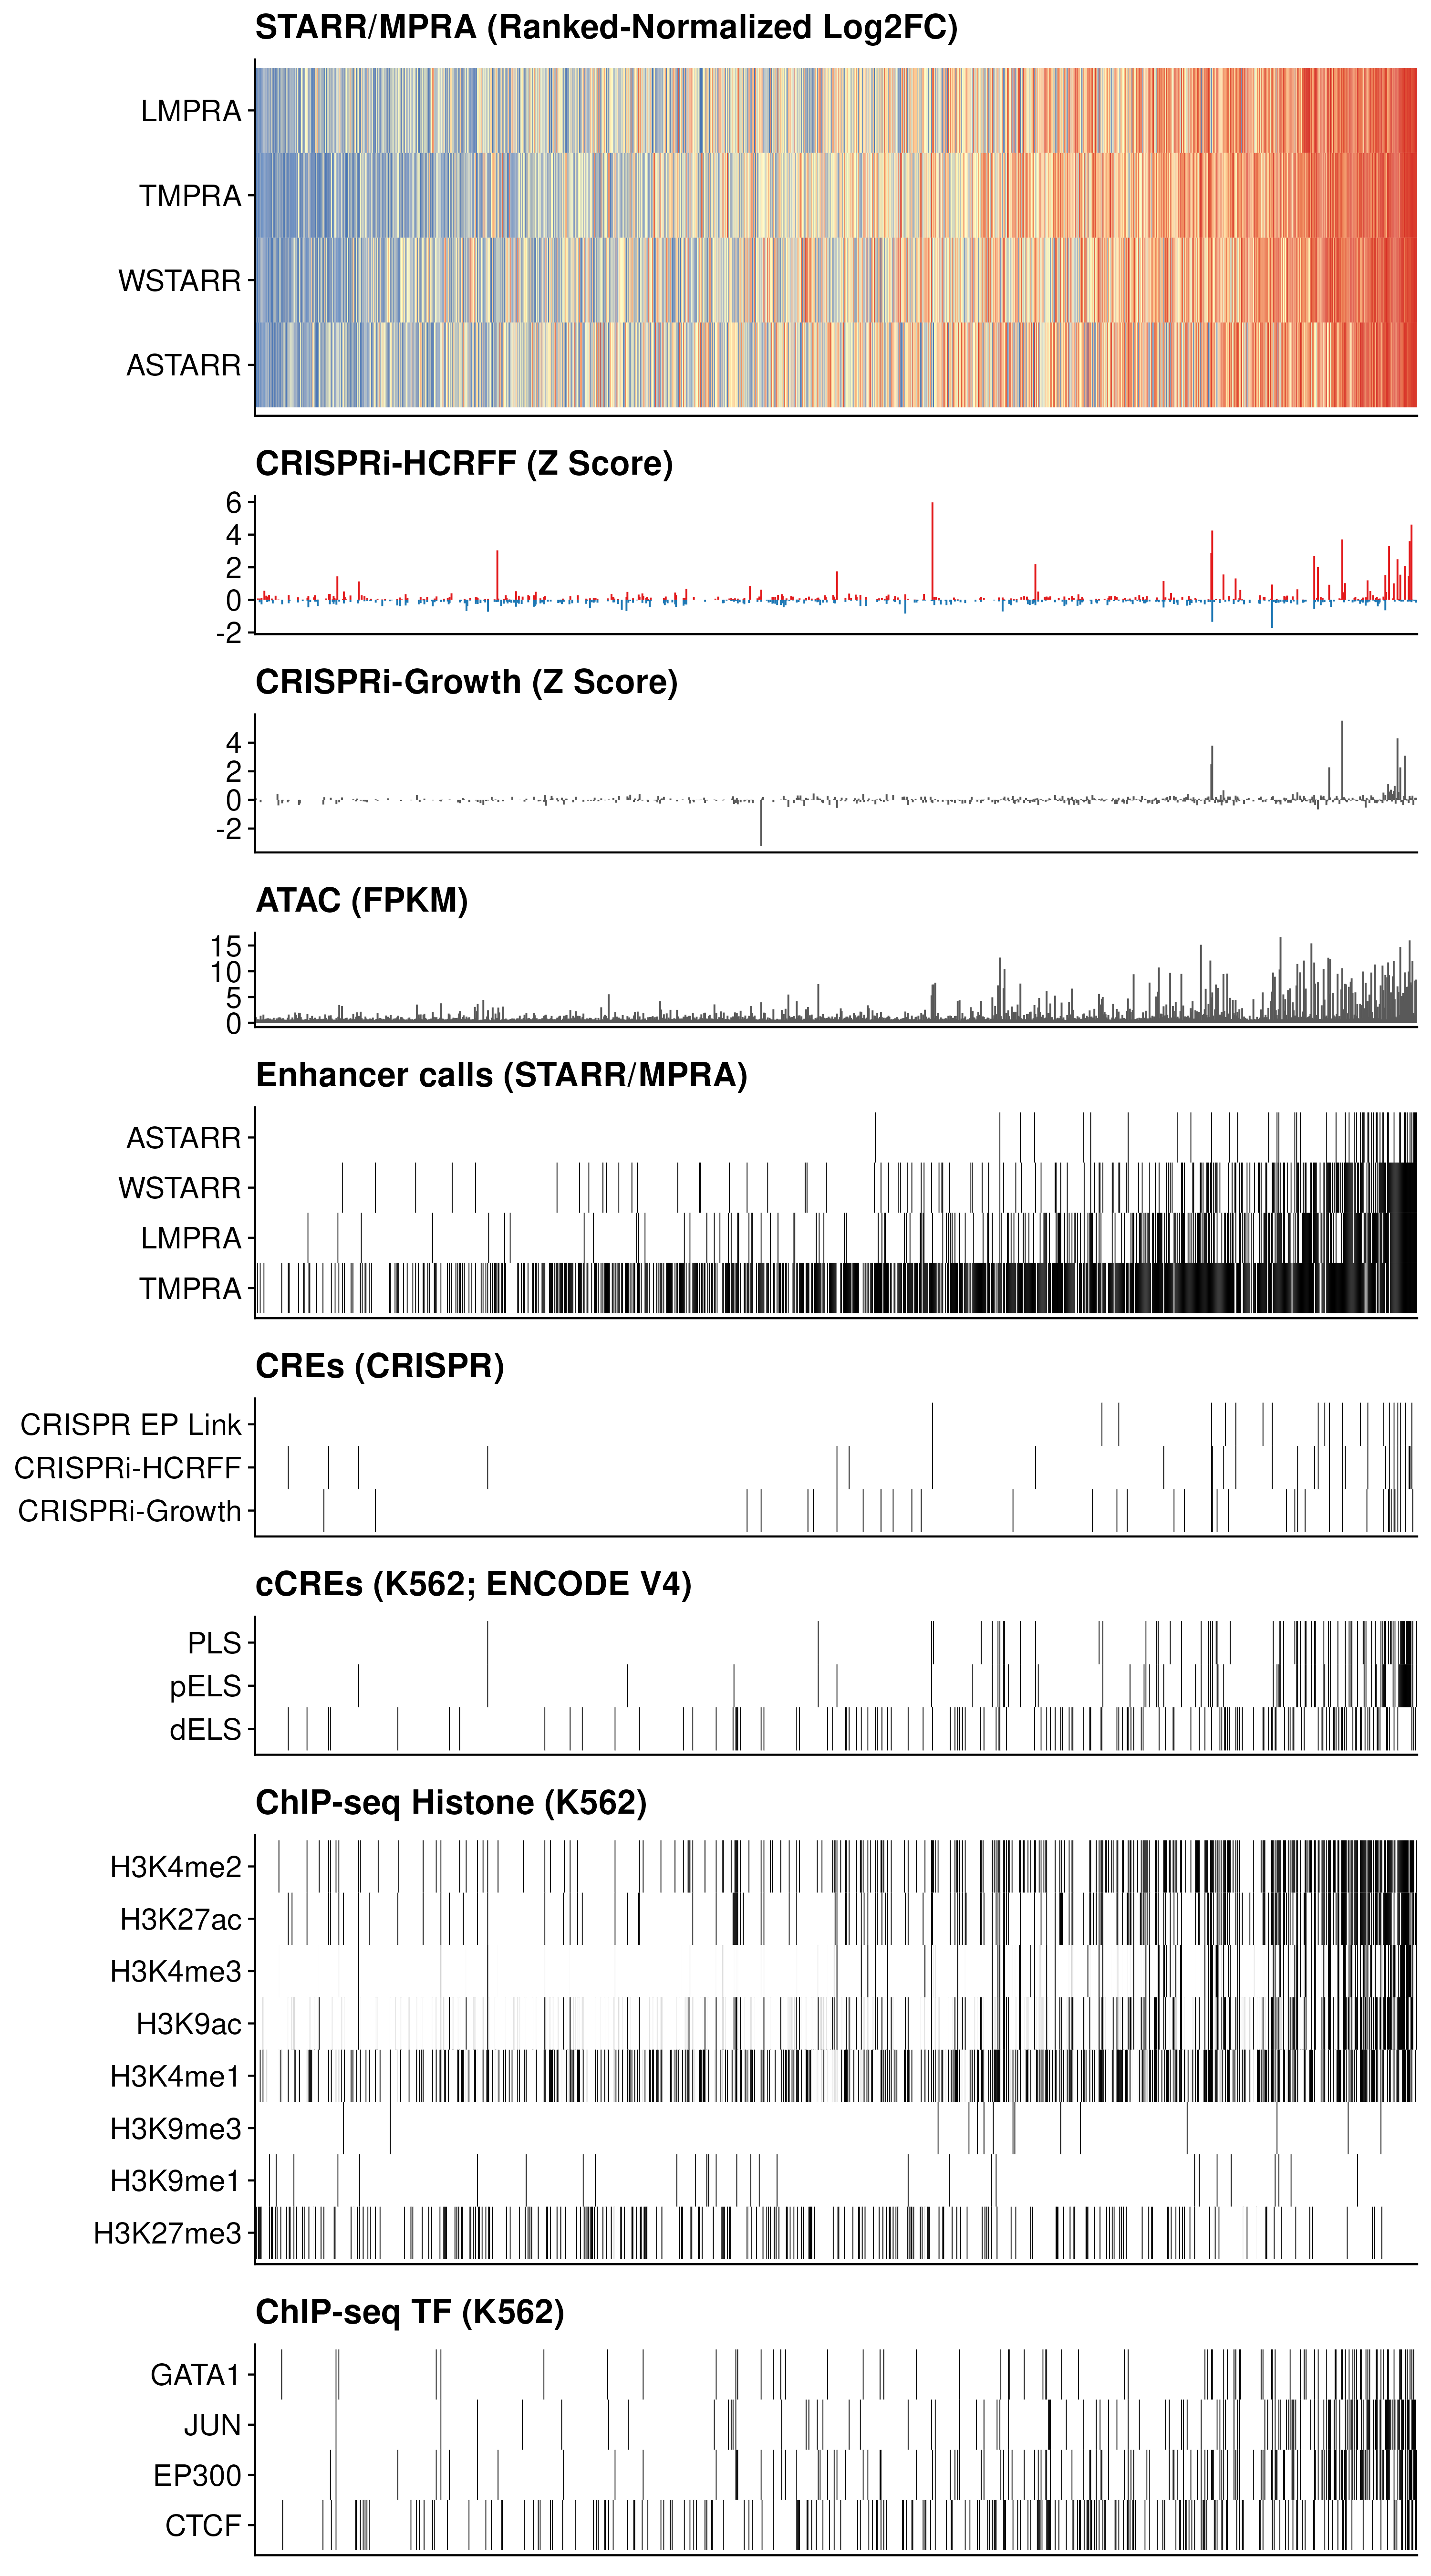 STARR/MPRA (Ranked-Normalized Log2FC)
LMPRA
TMPRA
WSTARR
ASTARR
CRISPRi-HCRFF (Z Score)
6
4
2
0
-2
CRISPRi-Growth (Z Score)
4
2
0
-2
ATAC (FPKM)
15
10
5
0
Enhancer calls (STARR/MPRA)
ASTARR
WSTARR
LMPRA
TMPRA
CREs (CRISPR)
CRISPR EP Link
CRISPRi-HCRFF
CRISPRi-Growth
cCREs (K562; ENCODE V4)
PLS
pELS
dELS
ChIP-seq Histone (K562)
H3K4me2
H3K27ac
H3K4me3
H3K9ac
H3K4me1
H3K9me3
H3K9me1
H3K27me3
ChIP-seq TF (K562)
GATA1
JUN
EP300
CTCF